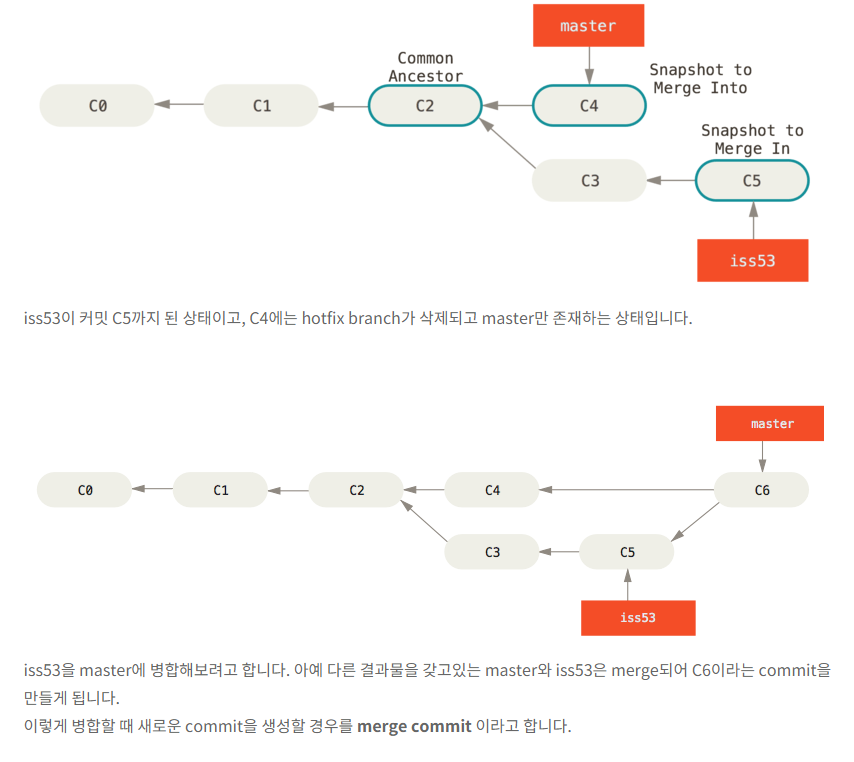 master
Common
Ancestor
Snapshot to
Merge Into
C0
C1
C2
C4
Snapshot to
Merge In
C3
C5
iss53
iss53이 커밋 C5까지 된 상태이고, C4에는 hotfix branch가 삭제되고 master만 존재하는 상태입니다.
master
C0
C1
C2
C4
C6
C3
C5
iss53
iss53을 master에 병합해보려고 합니다. 아예 다른 결과물을 갖고있는 master와 iss53은 merge되어 C6이라는 commit을
만들게 됩니다.
이렇게 병합할 때 새로운 commit을 생성할 경우를 merge commit 이라고 합니다.